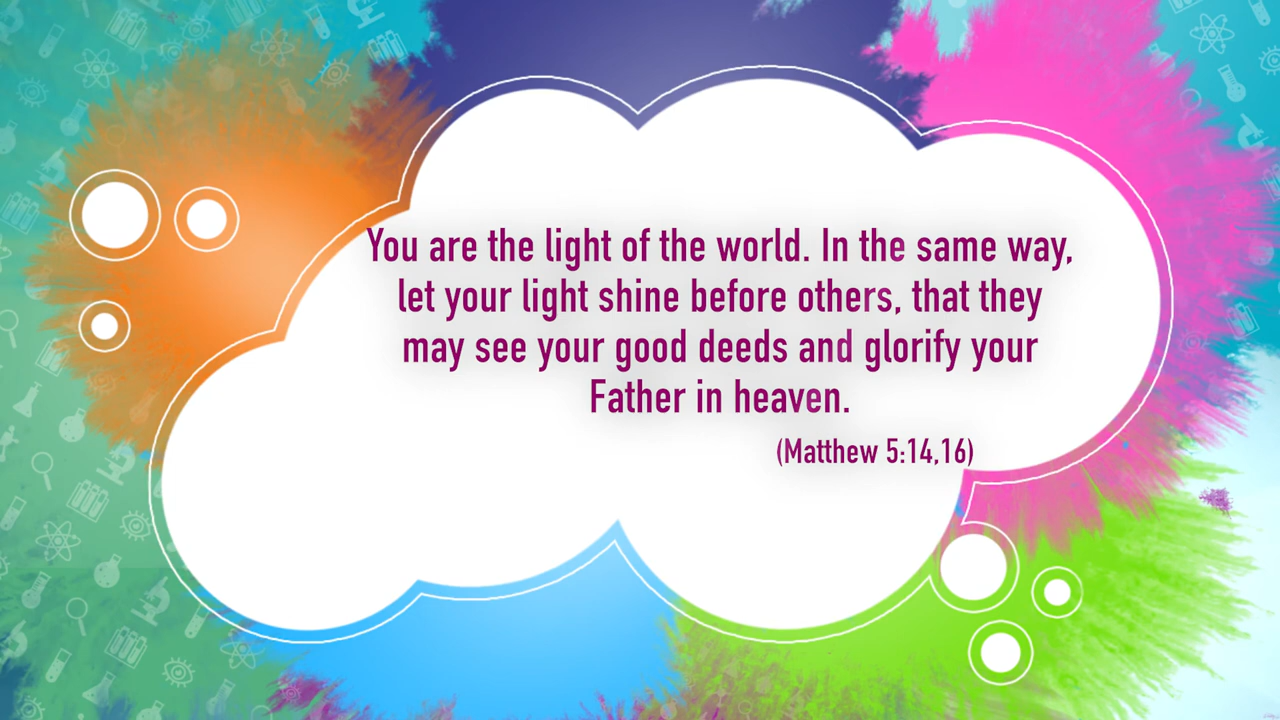 You are the light of the world. In the same way,
let your light shine before others, that they
may see your good deeds and glorify your
Father in heaven.
(Matthew 5:14,16)